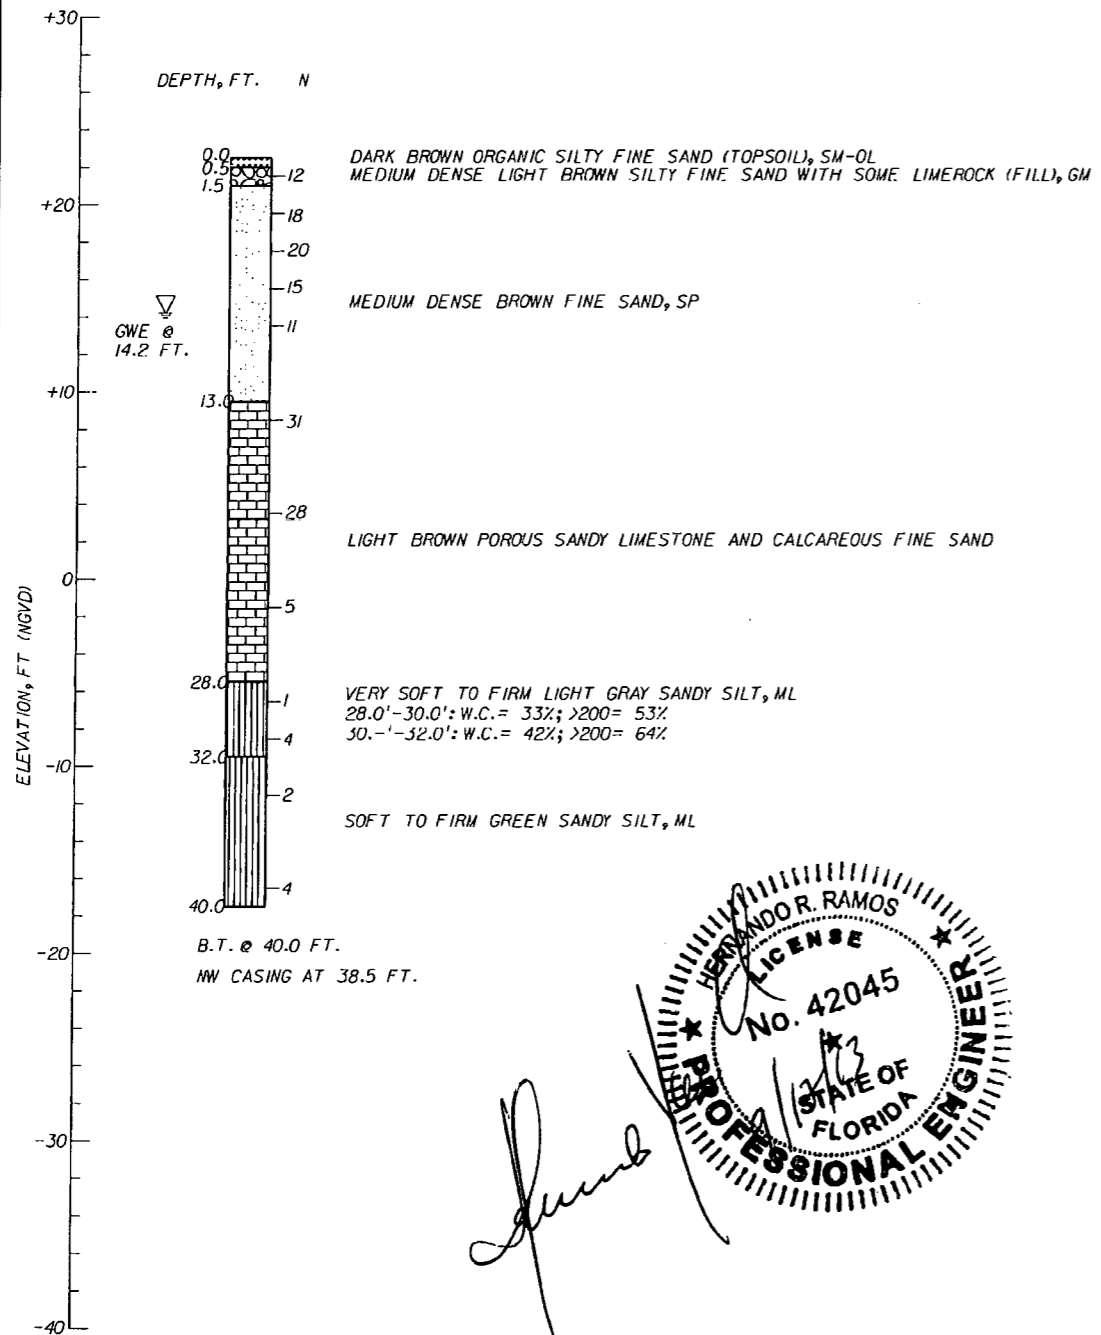 +30
DEPTH, FT. N
0.0 DARK BROWN ORGANIC SILTY FINE SAND (TOPSOIL), SM-OL
0.5 12 MEDIUM DENSE LIGHT BROWN SILTY FINE SAND WITH SOME LIMEROCK (FILL), GM
1.5
+20
18
20
15
MEDIUM DENSE BROWN FINE SAND, SP
11
GWE @
14.2 FT.
+10
13.0
31
28
LIGHT BROWN POROUS SANDY LIMESTONE AND CALCAREOUS FINE SAND
0
5
ELEVATION, FT (NGVD)
28.0
VERY SOFT TO FIRM LIGHT GRAY SANDY SILT, ML
1
28.0'-30.0': W.C.= 33%; >200= 53%
30.-'-32.0': W.C.= 42%; >200= 64%
4
32.0
-10
2
SOFT TO FIRM GREEN SANDY SILT, ML
4
40.0
B.T. @ 40.0 FT.
NW CASING AT 38.5 FT.
-20
HERNANDO R. RAMOS
LICENSE
No. 42045
STATE OF
FLORIDA
PROFESSIONAL ENGINEER
-30
-40